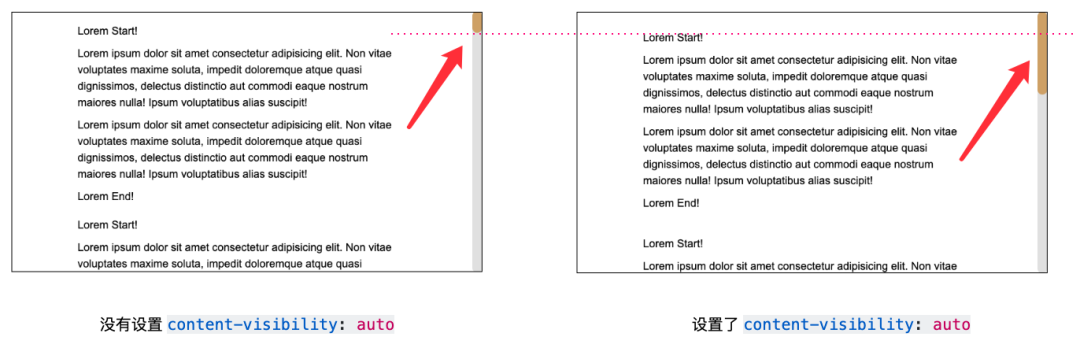 Lorem Start!
Lorem ipsum dolor sit amet consectetur adipisicing elit. Non vitae
voluptates maxime soluta, impedit doloremque atque quasi
dignissimos, delectus distinctio aut commodi eaque nostrum
maiores nulla! Ipsum voluptatibus alias suscipit!
Lorem ipsum dolor sit amet consectetur adipisicing elit. Non vitae
voluptates maxime soluta, impedit doloremque atque quasi
dignissimos, delectus distinctio aut commodi eaque nostrum
maiores nulla! Ipsum voluptatibus alias suscipit!
Lorem End!
Lorem Start!
Lorem ipsum dolor sit amet consectetur adipisicing elit. Non vitae
voluptates maxime soluta, impedit doloremque atque quasi
没有设置 content-visibility: auto
Lorem Start!
Lorem ipsum dolor sit amet consectetur adipisicing elit. Non vitae
voluptates maxime soluta, impedit doloremque atque quasi
dignissimos, delectus distinctio aut commodi eaque nostrum
maiores nulla! Ipsum voluptatibus alias suscipit!
Lorem ipsum dolor sit amet consectetur adipisicing elit. Non vitae
voluptates maxime soluta, impedit doloremque atque quasi
dignissimos, delectus distinctio aut commodi eaque nostrum
maiores nulla! Ipsum voluptatibus alias suscipit!
Lorem End!
Lorem Start!
Lorem ipsum dolor sit amet consectetur adipisicing elit. Non vitae
设置了 content-visibility: auto